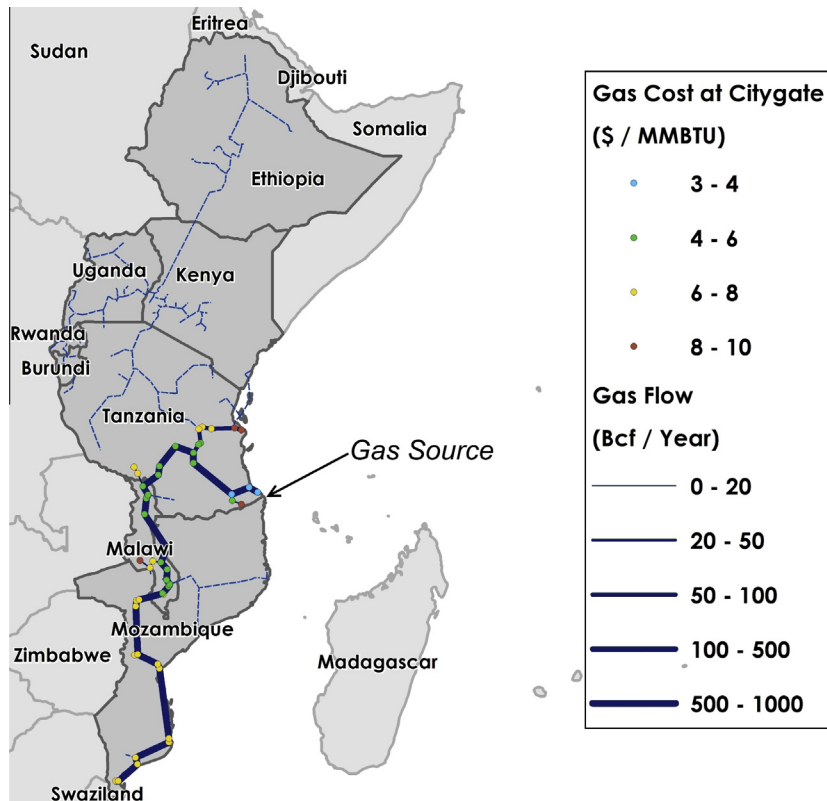 Eritrea
Sudan
Djibouti
Somalia
Ethiopia
Uganda
Kenya
Rwanda
Burundi
Tanzania
Gas Source
Malawi
Mozambique
Zimbabwe
Madagascar
Swaziland
Gas Cost at Citygate
($ / MMBTU)
3 - 4
4 - 6
6 - 8
8 - 10
Gas Flow
(Bcf / Year)
0 - 20
20 - 50
50 - 100
100 - 500
500 - 1000